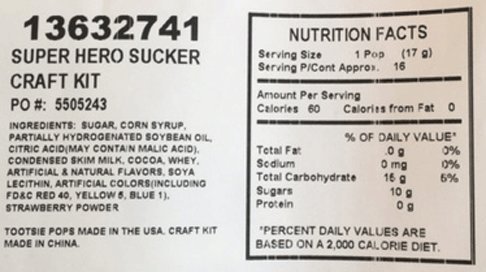 13632741
SUPER HERO SUCKER
CRAFT KIT
PO #: 5505243
INGREDIENTS: SUGAR, CORN SYRUP,
PARTIALLY HYDROGENATED SOYBEAN OIL,
CITRIC ACID(MAY CONTAIN MALIC ACID),
CONDENSED SKIM MILK, COCOA, WHEY,
ARTIFICIAL & NATURAL FLAVORS, SOYA
LECITHIN, ARTIFICIAL COLORS(INCLUDING
FD&C RED 40, YELLOW 5, BLUE 1),
STRAWBERRY POWDER
TOOTSIE POPS MADE IN THE USA. CRAFT KIT
MADE IN CHINA.
NUTRITION FACTS
Serving Size 1 Pop (17 g)
Serving P/Cont Approx. 16
Amount Per Serving
Calories 60 Calories from Fat 0
% OF DAILY VALUE*
Total Fat .0 g 0%
Sodium 0 mg 0%
Total Carbohydrate 15 g 5%
Sugars 10 g
Protein 0 g
*PERCENT DAILY VALUES ARE
BASED ON A 2,000 CALORIE DIET.